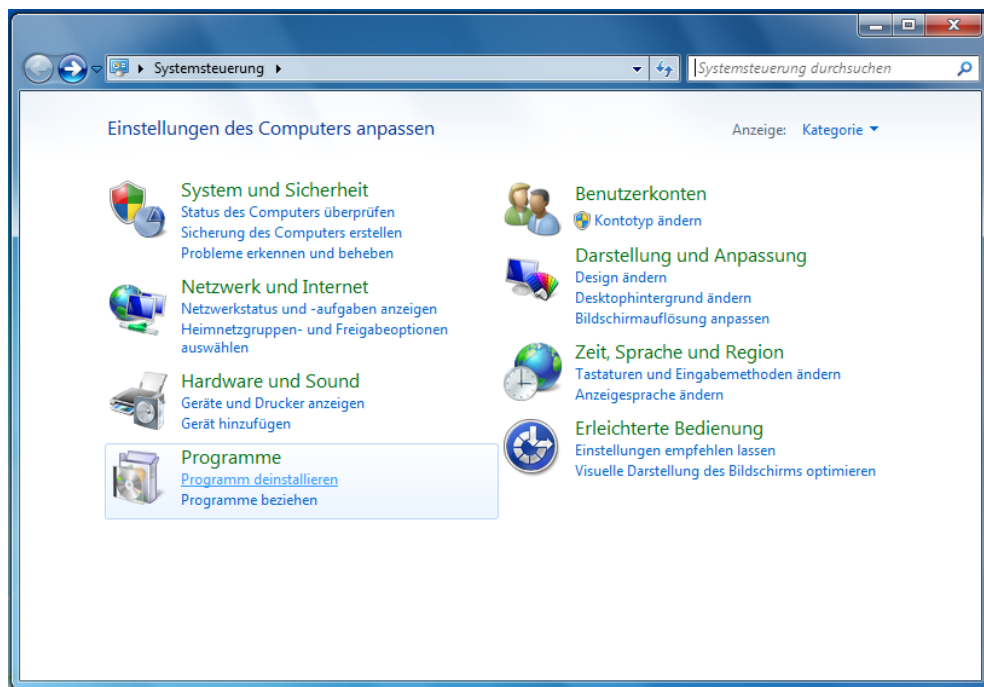 Systemsteuerung
Systemsteuerung durchsuchen
Einstellungen des Computers anpassen
Anzeige: Kategorie
System und Sicherheit
Status des Computers überprüfen
Sicherung des Computers erstellen
Probleme erkennen und beheben
Netzwerk und Internet
Netzwerkstatus und -aufgaben anzeigen
Heimnetzgruppen- und Freigabeoptionen
auswählen
Hardware und Sound
Geräte und Drucker anzeigen
Gerät hinzufügen
Programme
Programm deinstallieren
Programme beziehen
Benutzerkonten
Kontotyp ändern
Darstellung und Anpassung
Design ändern
Desktophintergrund ändern
Bildschirmauflösung anpassen
Zeit, Sprache und Region
Tastaturen und Eingabemethoden ändern
Anzeigesprache ändern
Erleichterte Bedienung
Einstellungen empfehlen lassen
Visuelle Darstellung des Bildschirms optimieren